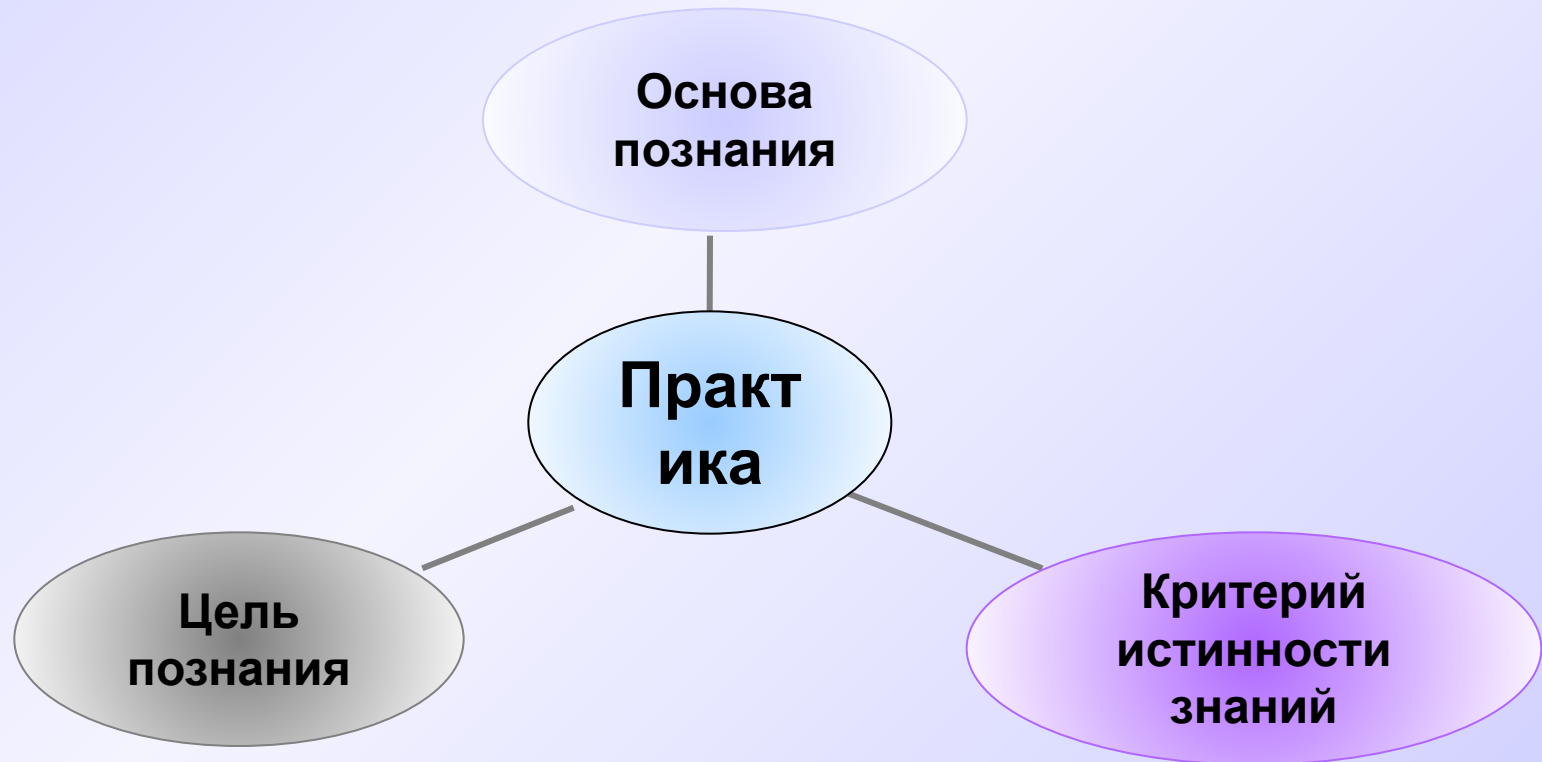 Основа
познания
Практ
ика
Цель
познания
Критерий
истинности
знаний